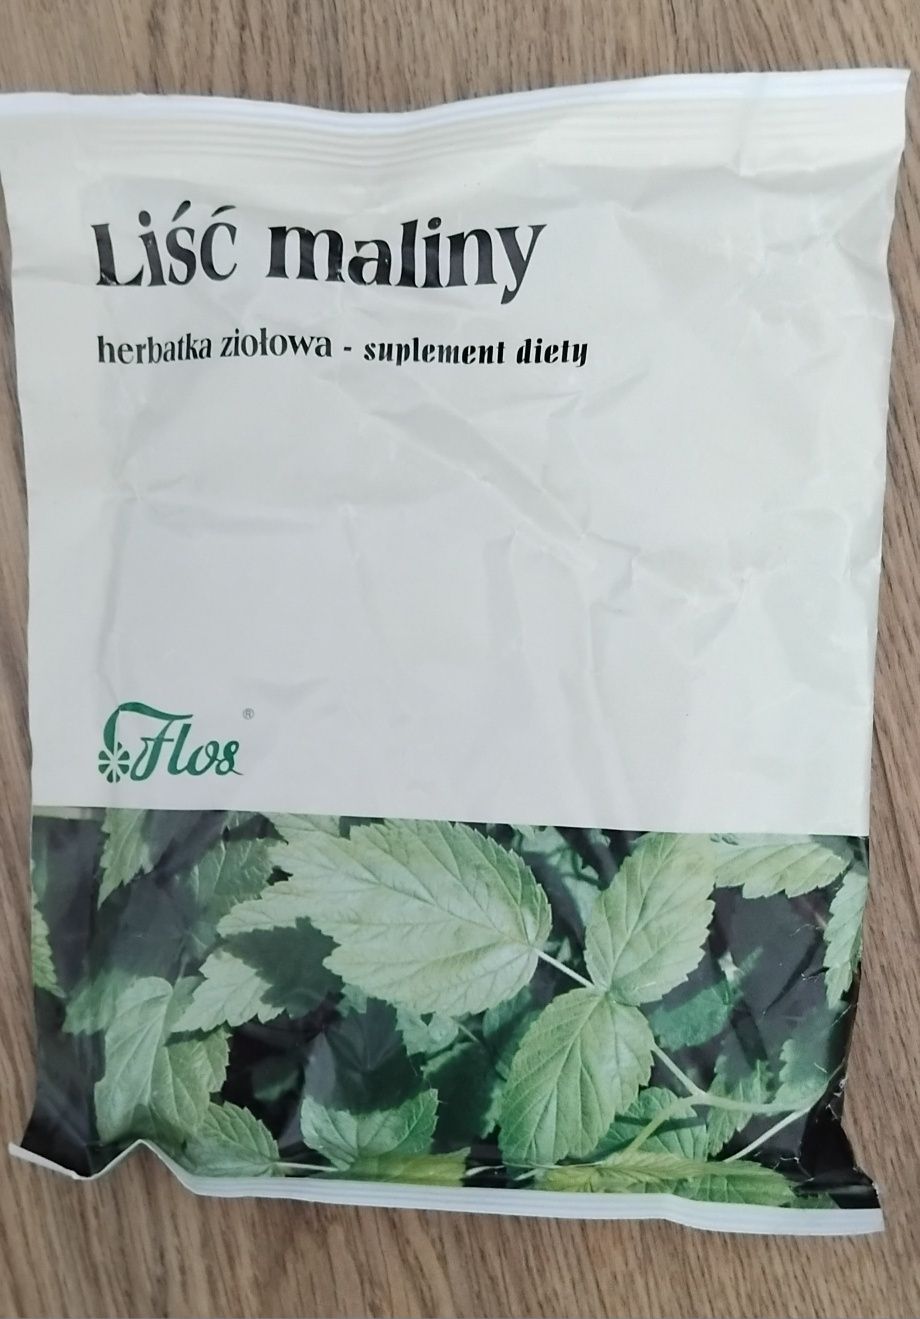 Liść maliny
herbatka ziołowa - suplement diety
Flos ®